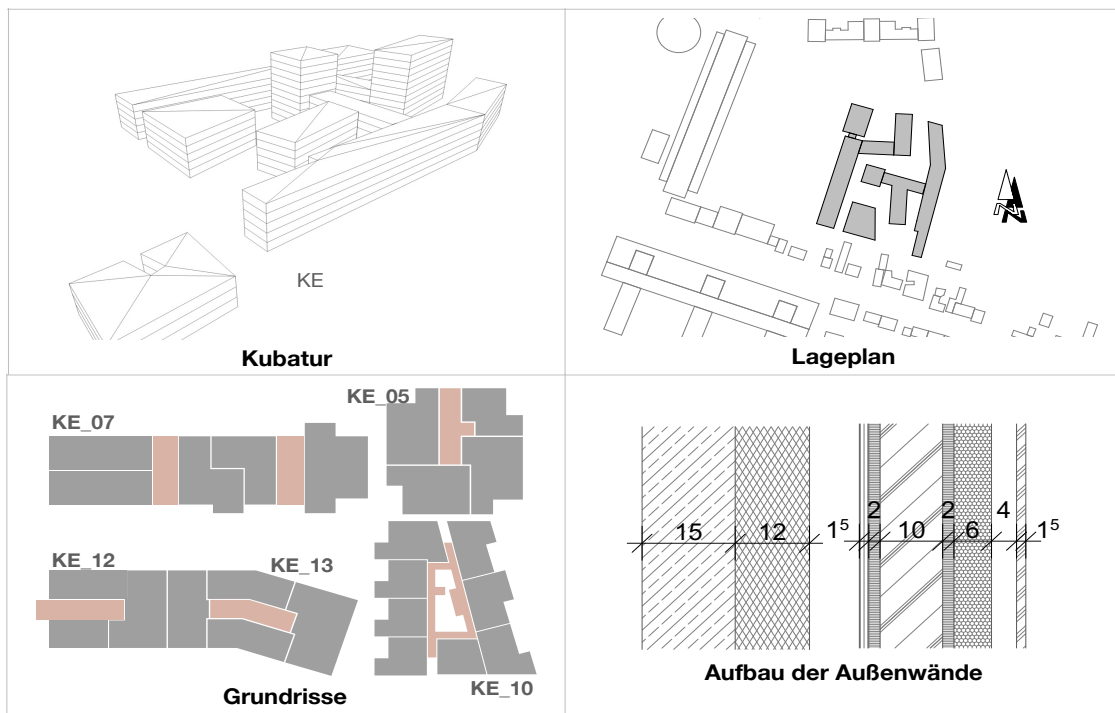 KE
Kubatur
N
Lageplan
KE_07
KE_05
KE_12
KE_13
KE_10
Grundrisse
15
12
1⁵
2
10
2
6
4
1⁵
Aufbau der Außenwände